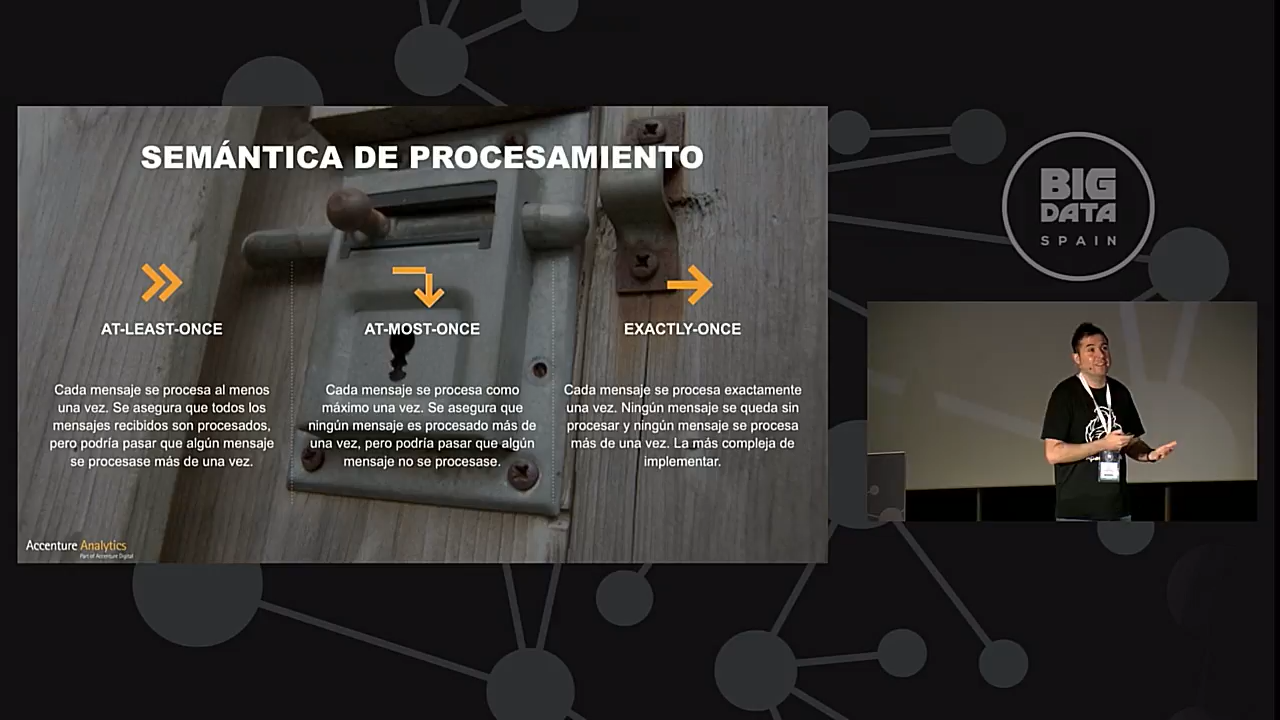 SEMÁNTICA DE PROCESAMIENTO
AT-LEAST-ONCE
Cada mensaje se procesa al menos
una vez. Se asegura que todos los
mensajes recibidos son procesados,
pero podría pasar que algún mensaje
se procesase más de una vez.
AT-MOST-ONCE
Cada mensaje se procesa como
máximo una vez. Se asegura que
ningún mensaje es procesado más de
una vez, pero podría pasar que algún
mensaje no se procesase.
EXACTLY-ONCE
Cada mensaje se procesa exactamente
una vez. Ningún mensaje se queda sin
procesar y ningún mensaje se procesa
más de una vez. La más compleja de
implementar.
Accenture Analytics
Part of Accenture Digital
BIG
DATA
SPAIN